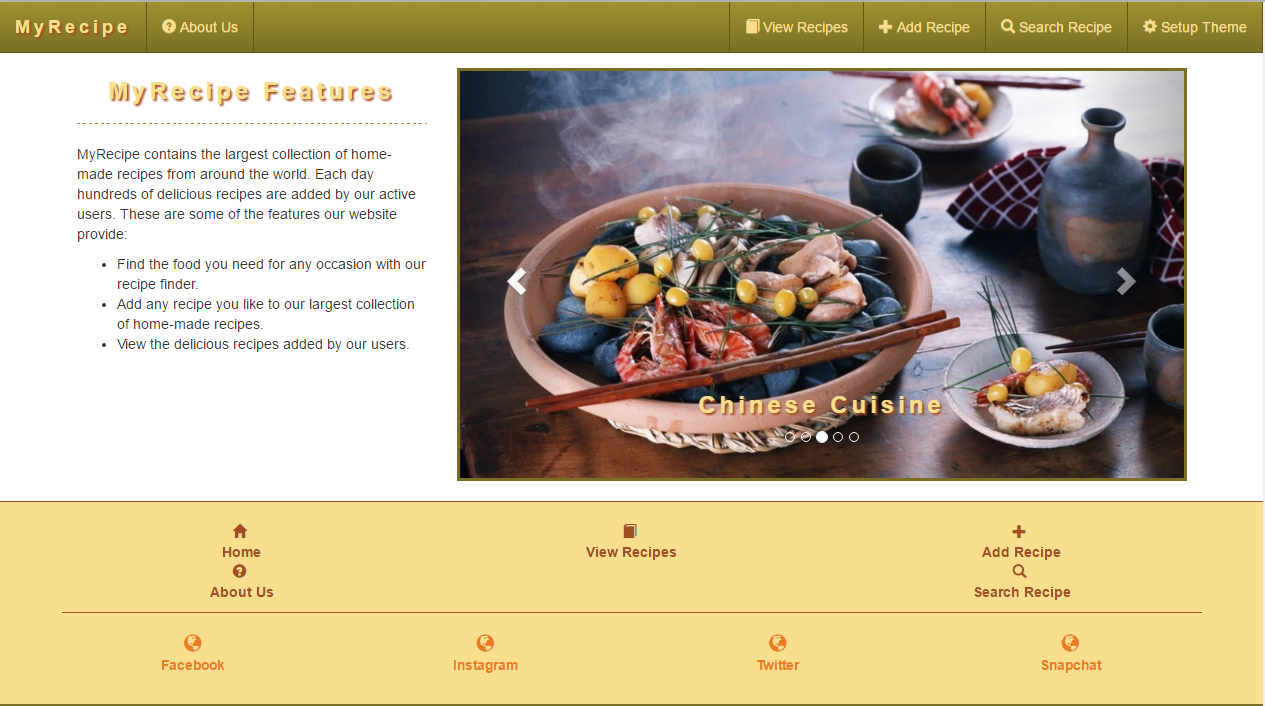 MyRecipe
About Us
View Recipes
Add Recipe
Search Recipe
Setup Theme
MyRecipe Features
MyRecipe contains the largest collection of home-
made recipes from around the world. Each day
hundreds of delicious recipes are added by our active
users. These are some of the features our website
provide:
Find the food you need for any occasion with our
recipe finder.
Add any recipe you like to our largest collection
of home-made recipes.
View the delicious recipes added by our users.
Chinese Cuisine
Home
View Recipes
Add Recipe
About Us
Search Recipe
Facebook
Instagram
Twitter
Snapchat